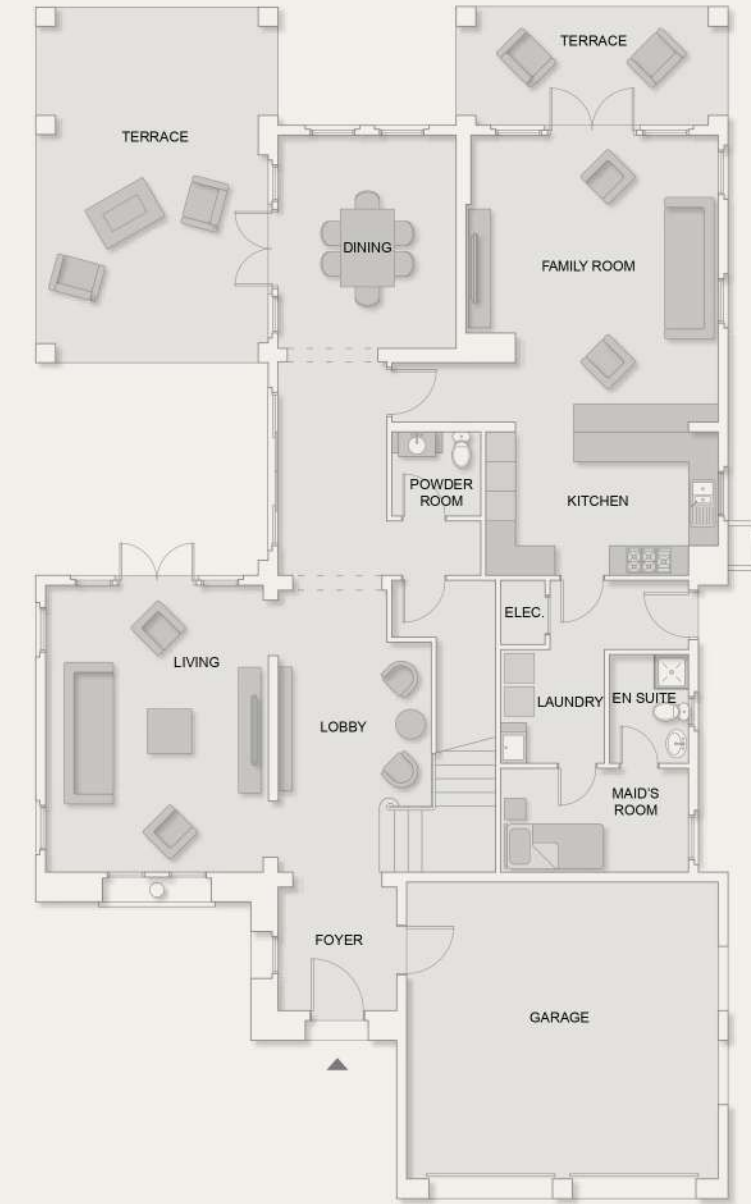 TERRACE
TERRACE
DINING
FAMILY ROOM
POWDER
ROOM
KITCHEN
ELEC.
LIVING
LAUNDRY
EN SUITE
LOBBY
MAID'S
ROOM
FOYER
GARAGE